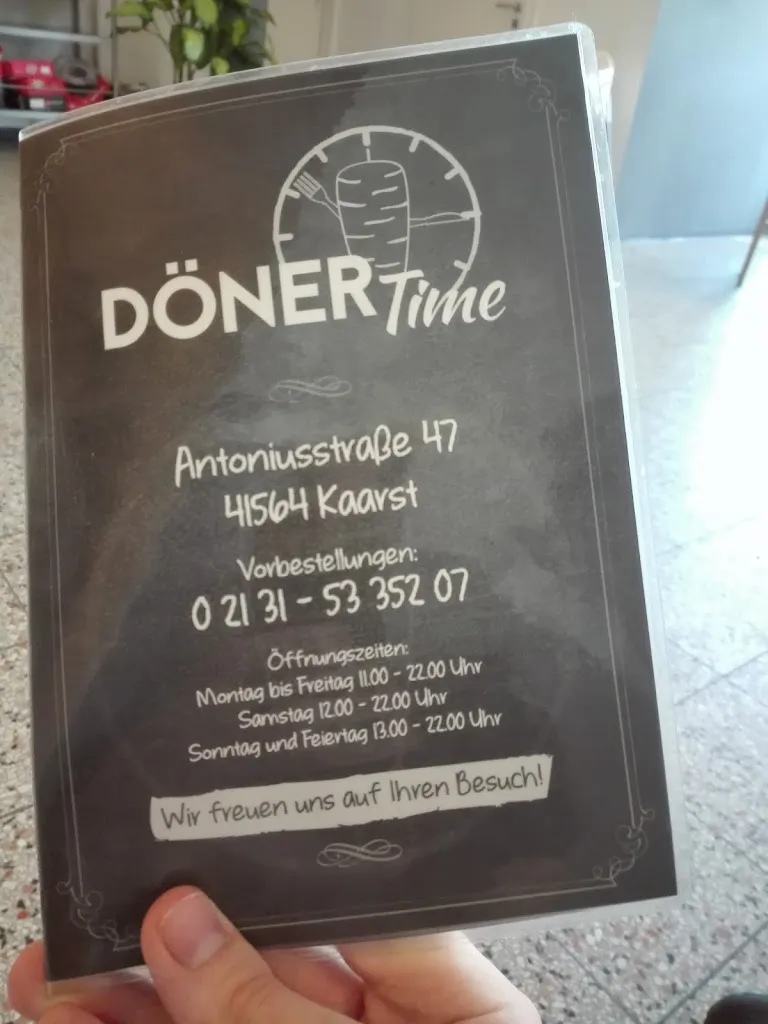 DÖNER Time
Antoniusstraße 47
41564 Kaarst
Vorbestellungen:
0 21 31 - 53 352 07
Öffnungszeiten:
Montag bis Freitag 11.00 - 22.00 Uhr
Samstag 12.00 - 22.00 Uhr
Sonntag und Feiertag 13.00 - 22.00 Uhr
Wir freuen uns auf Ihren Besuch!